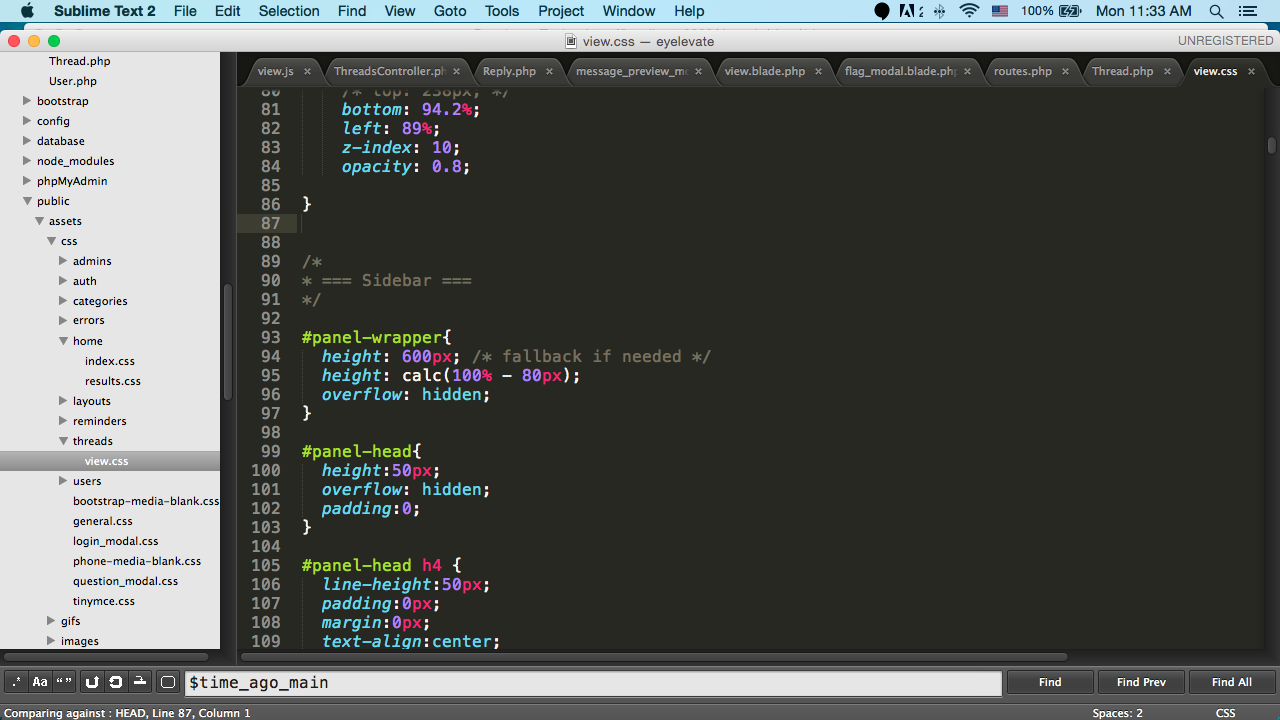 Sublime Text 2 File Edit Selection Find View Goto Tools Project Window Help 2 100% Mon 11:33 AM
view.css — eyelevate UNREGISTERED
view.js × ThreadsController.ph × Reply.php × message_preview_mo × view.blade.php × flag_modal.blade.php × routes.php × Thread.php × view.css ×
Thread.php
User.php
bootstrap
config
database
node_modules
phpMyAdmin
public
assets
css
admins
auth
categories
errors
home
index.css
results.css
layouts
reminders
threads
view.css
users
bootstrap-media-blank.css
general.css
login_modal.css
phone-media-blank.css
question_modal.css
tinymce.css
gifs
images
80 /* top: 238px; */
81 bottom: 94.2%;
82 left: 89%;
83 z-index: 10;
84 opacity: 0.8;
85
86 }
87
88
89 /*
90 * === Sidebar ===
91 */
92
93 #panel-wrapper{
94 height: 600px; /* fallback if needed */
95 height: calc(100% - 80px);
96 overflow: hidden;
97 }
98
99 #panel-head{
100 height:50px;
101 overflow: hidden;
102 padding:0;
103 }
104
105 #panel-head h4 {
106 line-height:50px;
107 padding:0px;
108 margin:0px;
109 text-align:center;
.* Aa “” $time_ago_main Find Find Prev Find All
Comparing against : HEAD, Line 87, Column 1 Spaces: 2 CSS